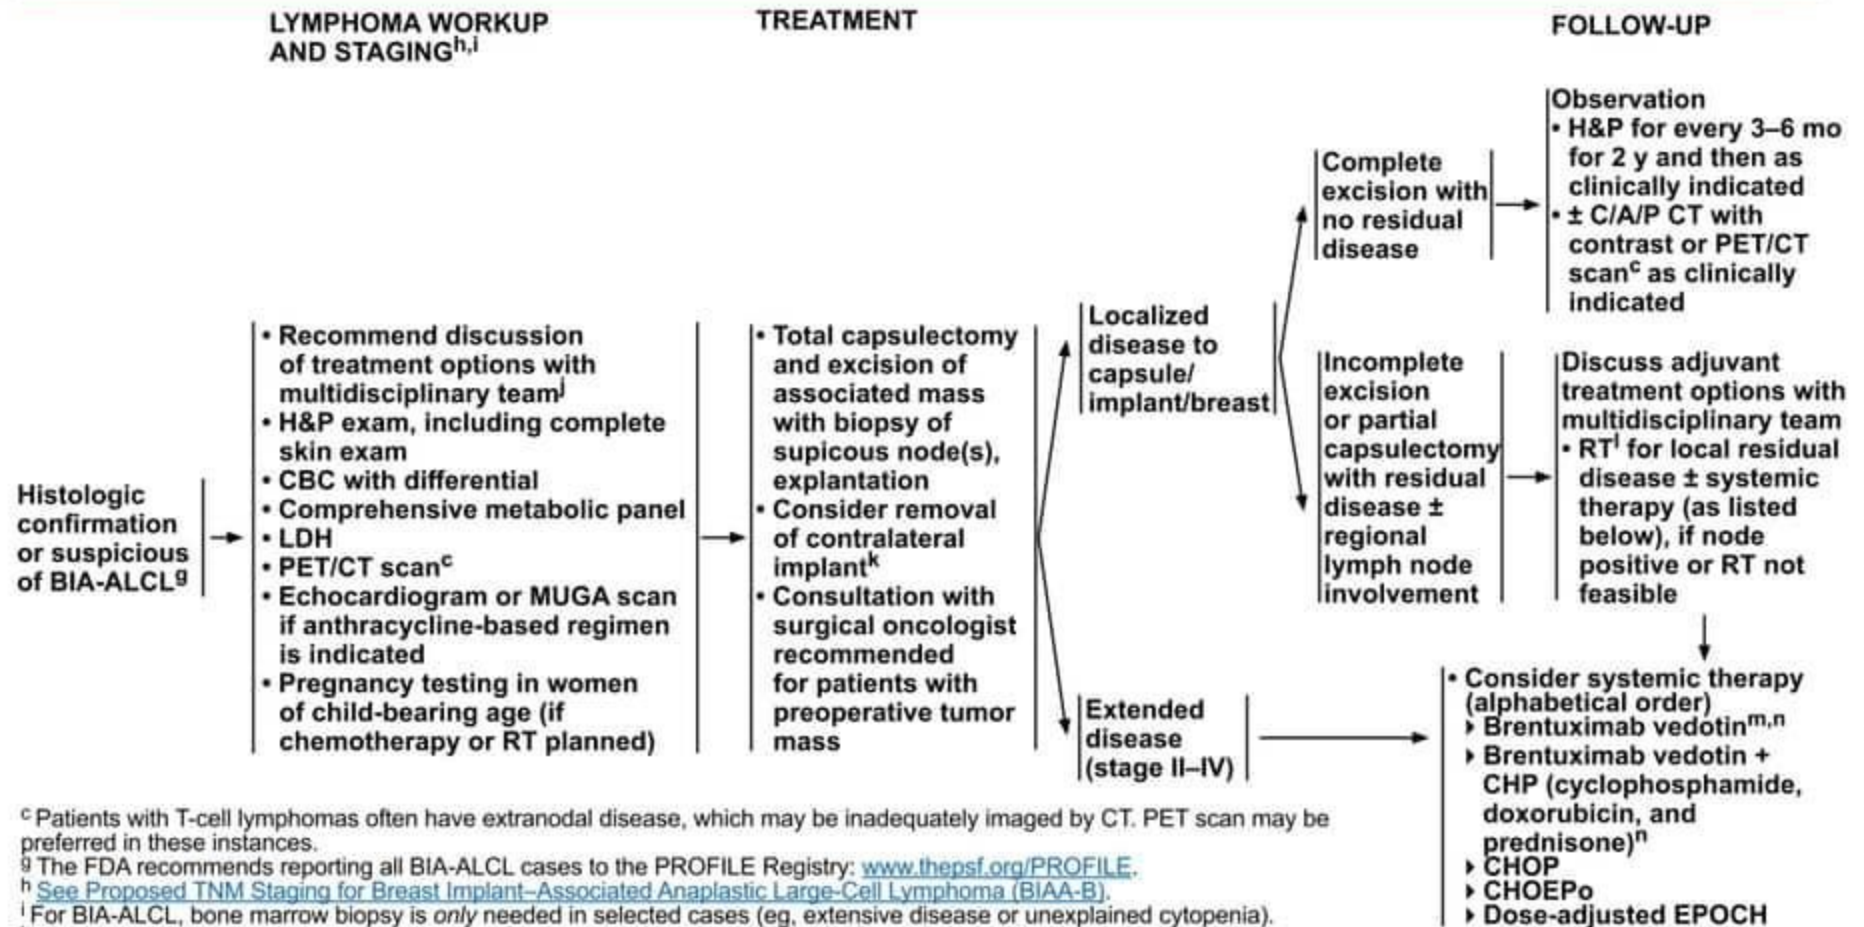 LYMPHOMA WORKUP
AND STAGINGh,i
TREATMENT
FOLLOW-UP
Histologic
confirmation
or suspicious
of BIA-ALCLg
• Recommend discussion
of treatment options with
multidisciplinary teamj
• H&P exam, including complete
skin exam
• CBC with differential
• Comprehensive metabolic panel
• LDH
• PET/CT scanc
• Echocardiogram or MUGA scan
if anthracycline-based regimen
is indicated
• Pregnancy testing in women
of child-bearing age (if
chemotherapy or RT planned)
• Total capsulectomy
and excision of
associated mass
with biopsy of
supicous node(s),
explantation
• Consider removal
of contralateral
implantk
• Consultation with
surgical oncologist
recommended
for patients with
preoperative tumor
mass
Localized
disease to
capsule/
implant/breast
Extended
disease
(stage II–IV)
Complete
excision with
no residual
disease
Incomplete
excision
or partial
capsulectomy
with residual
disease ±
regional
lymph node
involvement
Observation
• H&P for every 3–6 mo
for 2 y and then as
clinically indicated
• ± C/A/P CT with
contrast or PET/CT
scanc as clinically
indicated
Discuss adjuvant
treatment options with
multidisciplinary team
• RTl for local residual
disease ± systemic
therapy (as listed
below), if node
positive or RT not
feasible
• Consider systemic therapy
(alphabetical order)
Brentuximab vedotinm,n
Brentuximab vedotin +
CHP (cyclophosphamide,
doxorubicin, and
prednisone)n
CHOP
CHOEPo
Dose-adjusted EPOCH
c Patients with T-cell lymphomas often have extranodal disease, which may be inadequately imaged by CT. PET scan may be
preferred in these instances.
g The FDA recommends reporting all BIA-ALCL cases to the PROFILE Registry: www.thepsf.org/PROFILE.
h See Proposed TNM Staging for Breast Implant–Associated Anaplastic Large-Cell Lymphoma (BIAA-B).
i For BIA-ALCL, bone marrow biopsy is only needed in selected cases (eg, extensive disease or unexplained cytopenia).